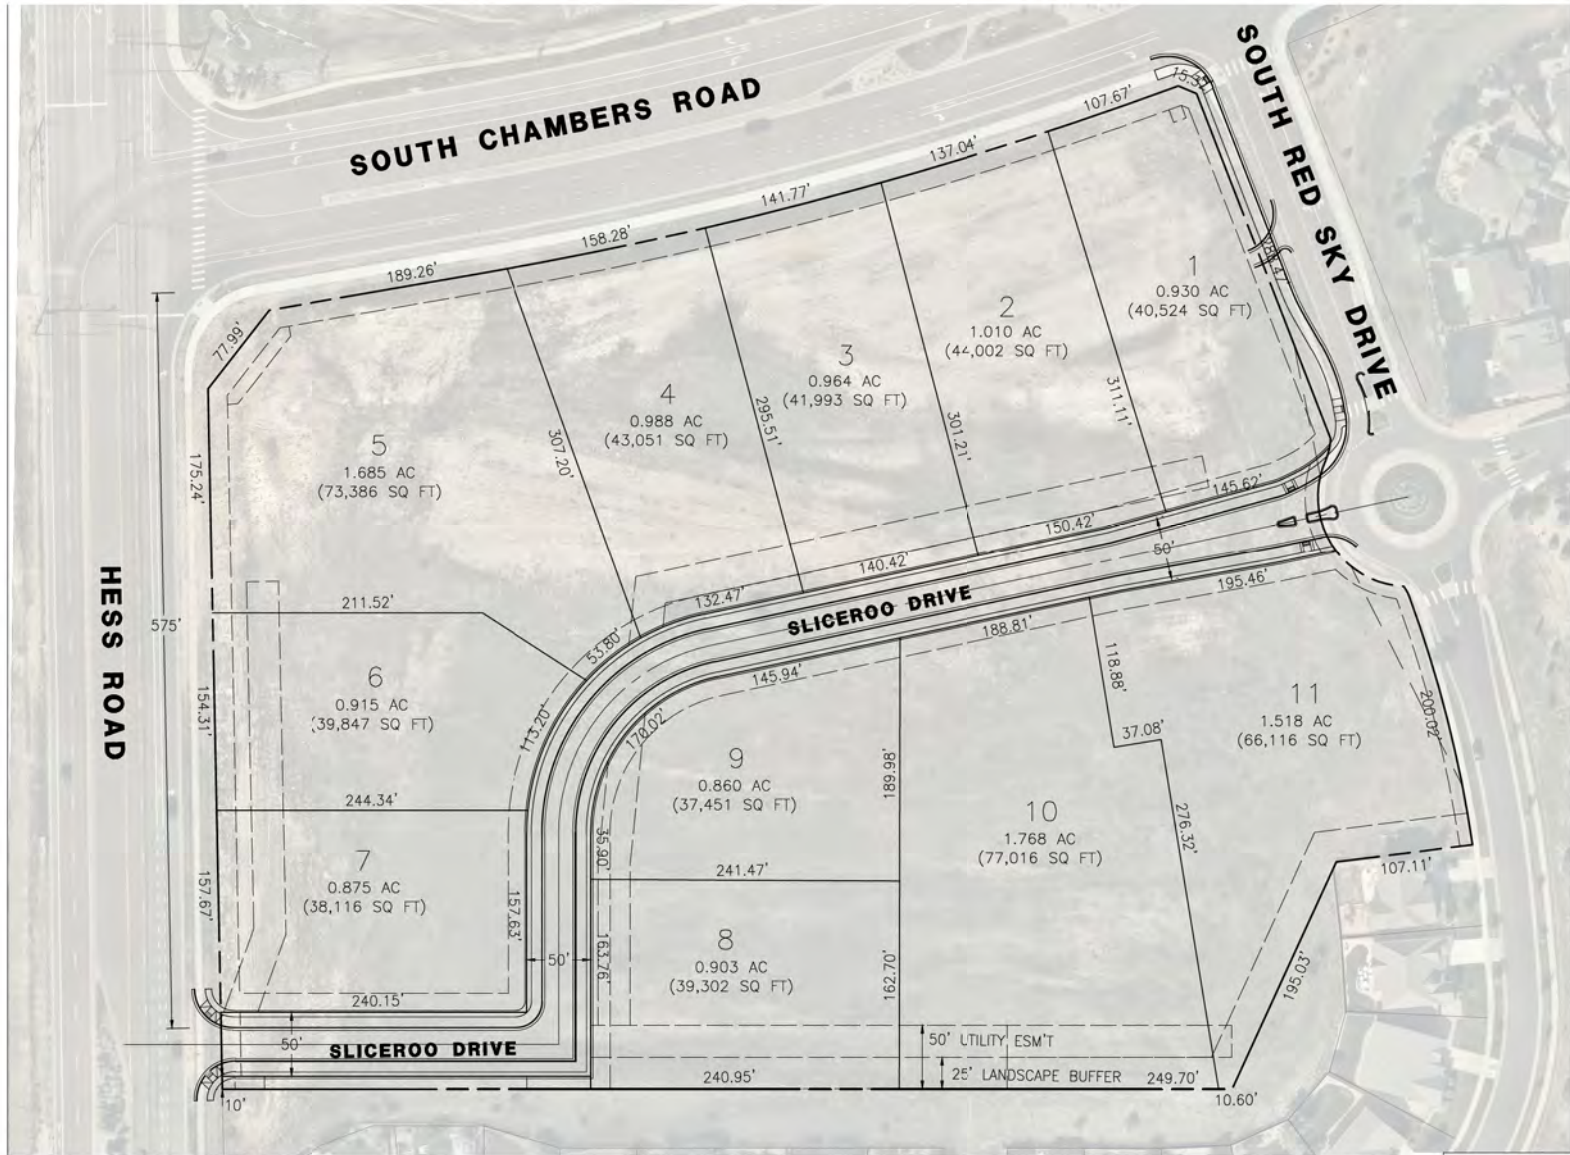 SOUTH CHAMBERS ROAD
SOUTH RED SKY DRIVE
HESS ROAD
15.37'
107.67'
137.04'
141.77'
158.28'
189.26'
77.99'
175.24'
575'
1
0.930 AC
(40,524 SQ FT)
2
1.010 AC
(44,002 SQ FT)
3
0.964 AC
(41,993 SQ FT)
4
0.988 AC
(43,051 SQ FT)
5
1.685 AC
(73,386 SQ FT)
311.11'
301.21'
295.51'
307.20'
145.62'
150.42'
140.42'
132.47'
53.80'
50'
SLICEROO DRIVE
195.46'
188.81'
145.94'
170.02'
113.20'
211.52'
154.31'
6
0.915 AC
(39,847 SQ FT)
244.34'
7
0.875 AC
(38,116 SQ FT)
157.67'
157.63'
240.15'
50'
35.90'
163.76'
9
0.860 AC
(37,451 SQ FT)
189.98'
241.47'
8
0.903 AC
(39,302 SQ FT)
162.70'
118.88'
37.08'
276.32'
10
1.768 AC
(77,016 SQ FT)
11
1.518 AC
(66,116 SQ FT)
200.02'
107.11'
195.03'
50'
SLICEROO DRIVE
50' UTILITY ESM'T
25' LANDSCAPE BUFFER
240.95'
249.70'
10.60'
10'